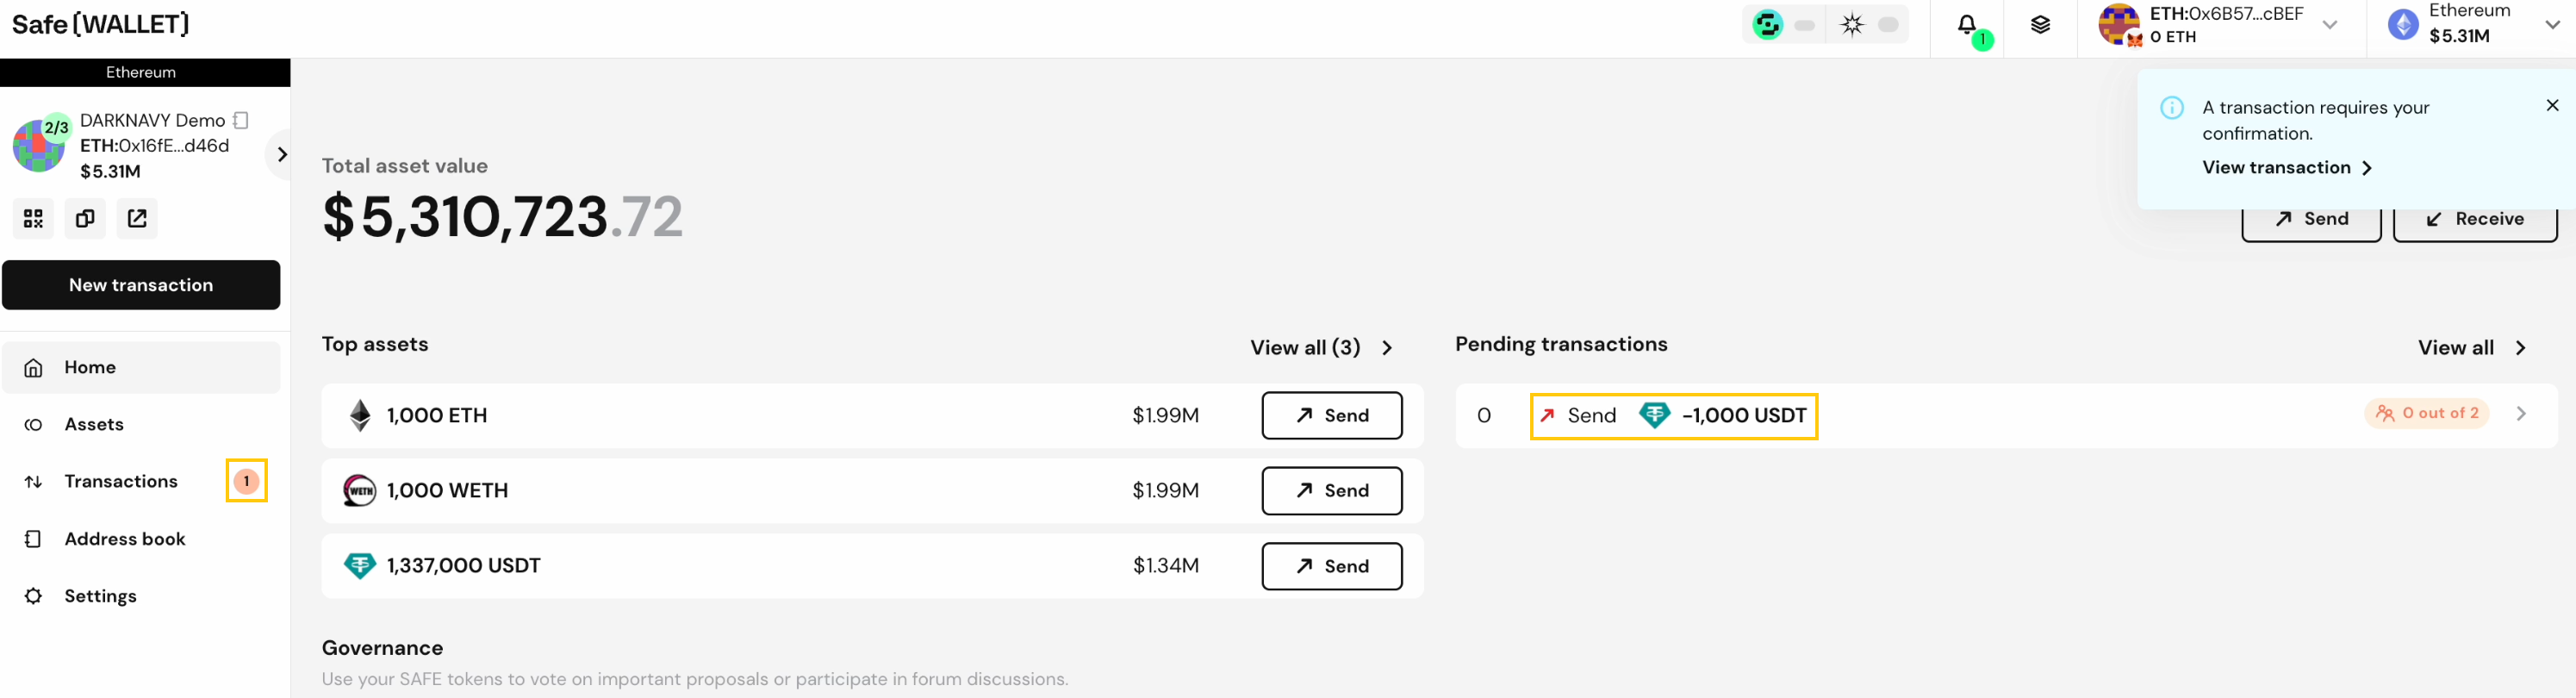 Safe{WALLET}
1
ETH:0x6B57...cBEF
0 ETH
Ethereum
$5.31M
Ethereum
2/3
DARKNAVY Demo
ETH:0x16fE...d46d
$5.31M
New transaction
Home
Assets
Transactions
1
Address book
Settings
A transaction requires your
confirmation.
View transaction
Total asset value
$5,310,723.72
Send
Receive
Top assets
View all (3)
1,000 ETH
$1.99M
Send
WETH
1,000 WETH
$1.99M
Send
1,337,000 USDT
$1.34M
Send
Pending transactions
View all
0
Send
-1,000 USDT
0 out of 2
Governance
Use your SAFE tokens to vote on important proposals or participate in forum discussions.